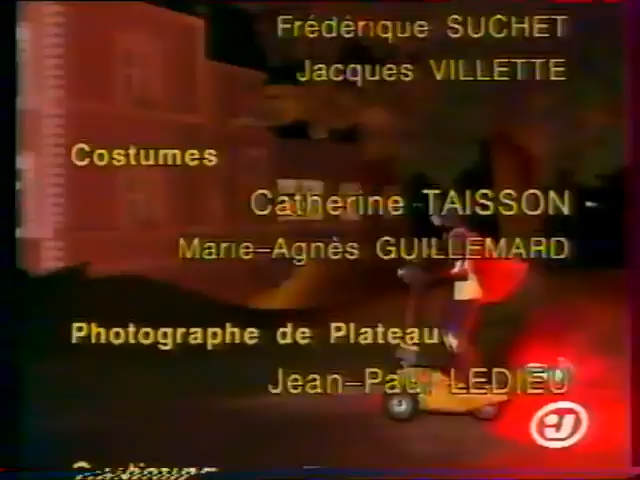 Frédérique SUCHET
Jacques VILLETTE
Costumes
Catherine TAISSON
Marie-Agnès GUILLEMARD
Photographe de Plateau
Jean-Paul LEDIEU